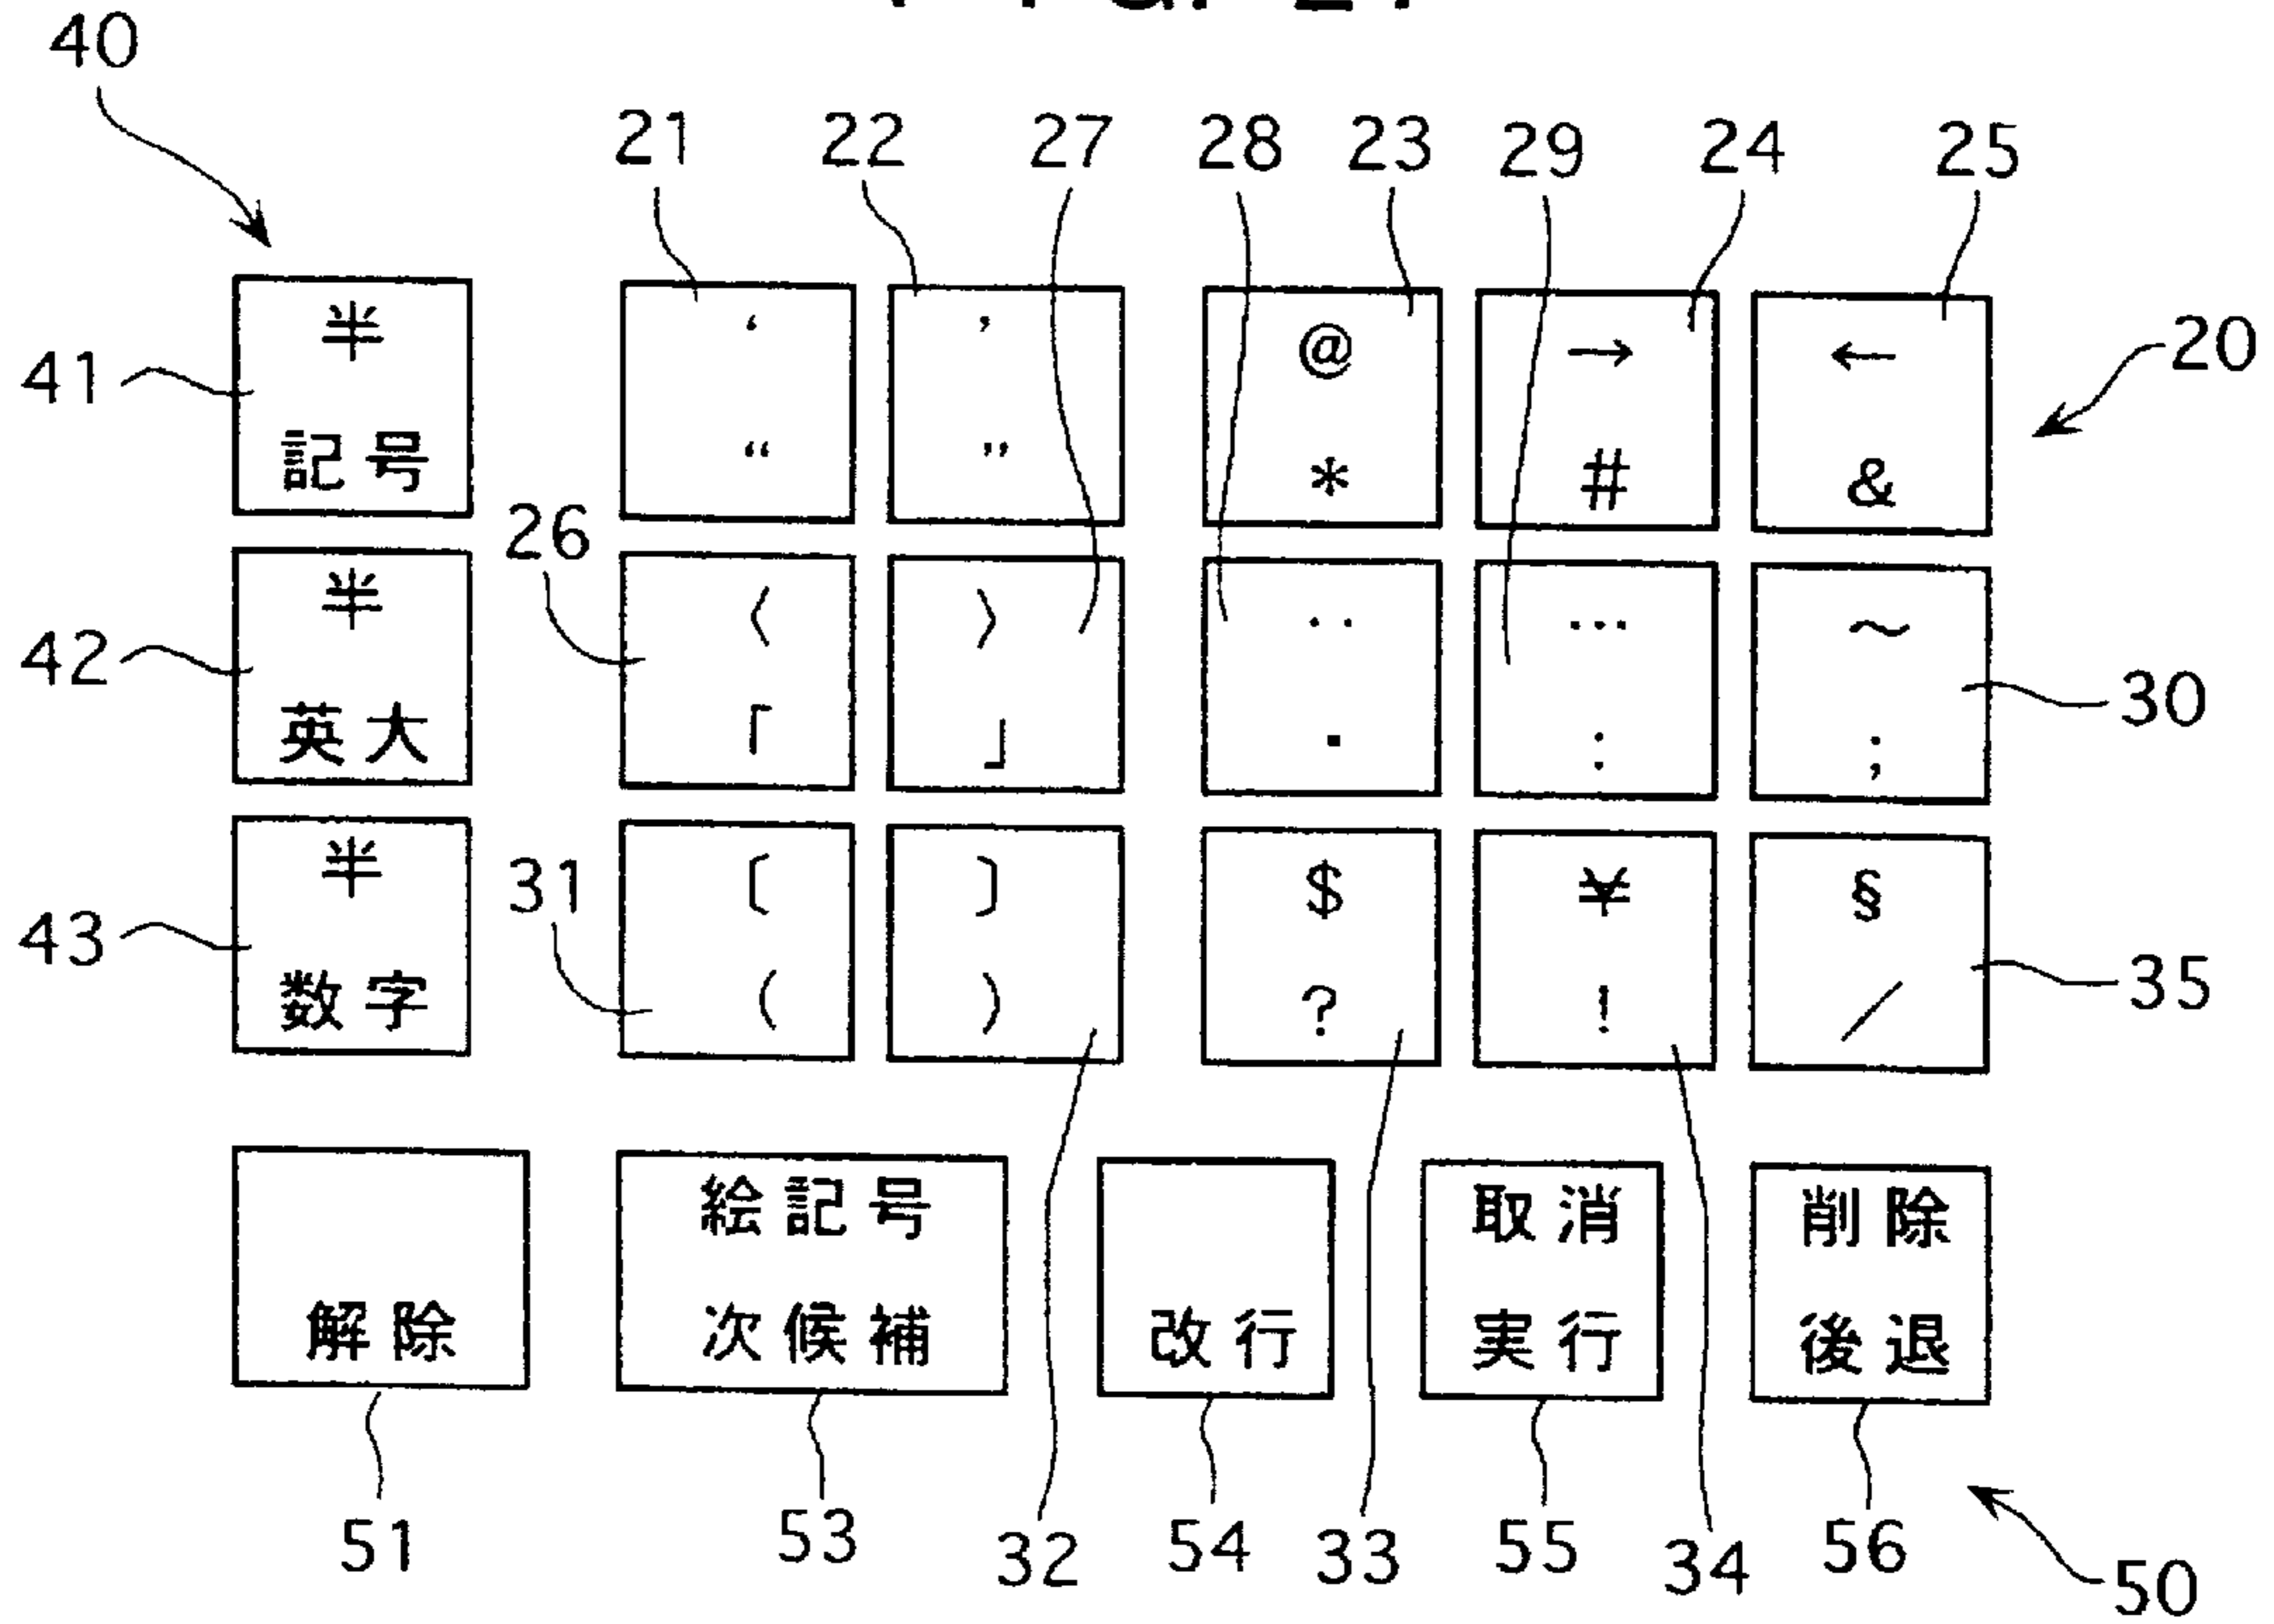 40
21 22 27 28 23 29 24 25
半 ‘ ’ @ → ←
41 20
記号 “ ” * # &
26
半 〈 〉 ‥ … ～
42 30
英大 「 」 ・ : ;
半 〔 〕 $ ¥ §
43 31 35
数字 ( ) ? ! ／
絵記号 取消 削除
解除 次候補 改行 実行 後退
51 53 32 54 33 55 34 56
50